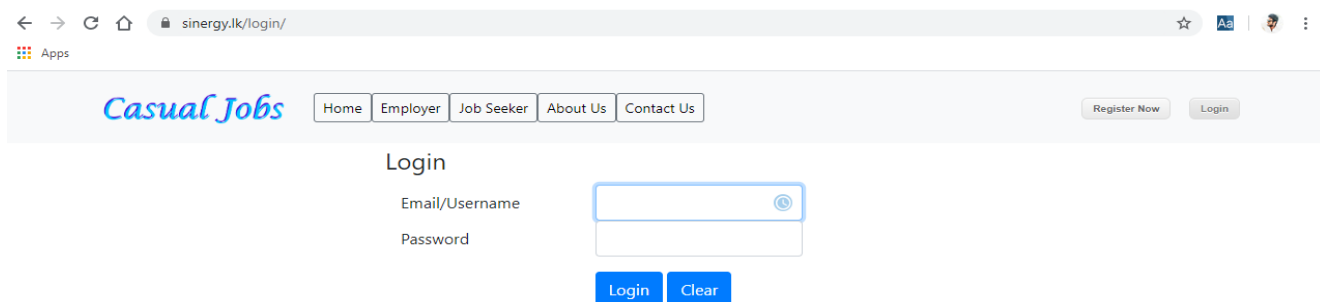 sinergy.lk/login/
Aa
Apps
Casual Jobs Home Employer Job Seeker About Us Contact Us Register Now Login
Login
Email/Username
Password
Login Clear